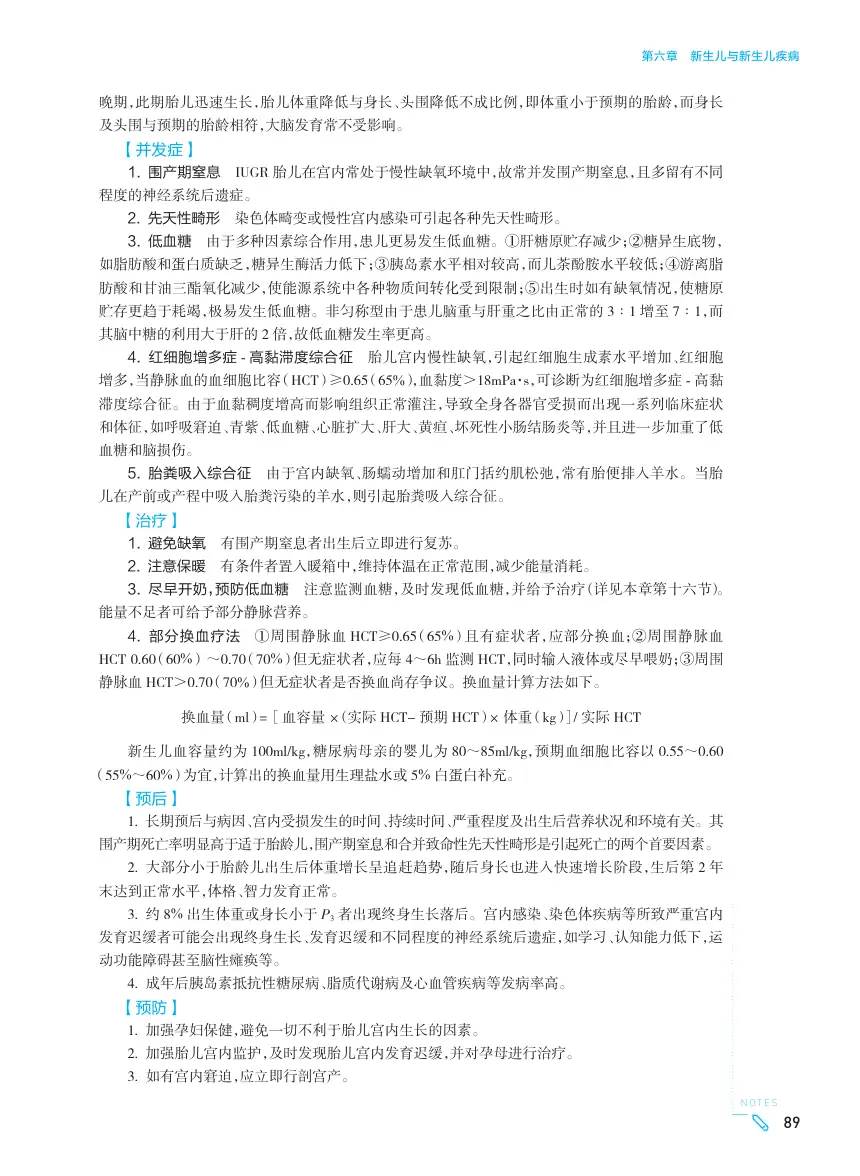 第六章 新生儿与新生儿疾病
晚期，此期胎儿迅速生长，胎儿体重降低与身长、头围降低不成比例，即体重小于预期的胎龄，而身长
及头围与预期的胎龄相符，大脑发育常不受影响。
【并发症】
1. 围产期窒息 IUGR 胎儿在宫内常处于慢性缺氧环境中，故常并发围产期窒息，且多留有不同
程度的神经系统后遗症。
2. 先天性畸形 染色体畸变或慢性宫内感染可引起各种先天性畸形。
3. 低血糖 由于多种因素综合作用，患儿更易发生低血糖。①肝糖原贮存减少；②糖异生底物，
如脂肪酸和蛋白质缺乏，糖异生酶活力低下；③胰岛素水平相对较高，而儿茶酚胺水平较低；④游离脂
肪酸和甘油三酯氧化减少，使能源系统中各种物质间转化受到限制；⑤出生时如有缺氧情况，使糖原
贮存更趋于耗竭，极易发生低血糖。非匀称型由于患儿脑重与肝重之比由正常的 3∶1 增至 7∶1，而
其脑中糖的利用大于肝的 2 倍，故低血糖发生率更高。
4. 红细胞增多症 - 高黏滞度综合征 胎儿宫内慢性缺氧，引起红细胞生成素水平增加、红细胞
增多，当静脉血的血细胞比容（HCT）≥0.65（65%），血黏度＞18mPa·s，可诊断为红细胞增多症 - 高黏
滞度综合征。由于血黏稠度增高而影响组织正常灌注，导致全身各器官受损而出现一系列临床症状
和体征，如呼吸窘迫、青紫、低血糖、心脏扩大、肝大、黄疸、坏死性小肠结肠炎等，并且进一步加重了低
血糖和脑损伤。
5. 胎粪吸入综合征 由于宫内缺氧、肠蠕动增加和肛门括约肌松弛，常有胎便排入羊水。当胎
儿在产前或产程中吸入胎粪污染的羊水，则引起胎粪吸入综合征。
【治疗】
1. 避免缺氧 有围产期窒息者出生后立即进行复苏。
2. 注意保暖 有条件者置入暖箱中，维持体温在正常范围，减少能量消耗。
3. 尽早开奶，预防低血糖 注意监测血糖，及时发现低血糖，并给予治疗（详见本章第十六节）。
能量不足者可给予部分静脉营养。
4. 部分换血疗法 ①周围静脉血 HCT≥0.65（65%）且有症状者，应部分换血；②周围静脉血
HCT 0.60（60%）～0.70（70%）但无症状者，应每 4～6h 监测 HCT，同时输入液体或尽早喂奶；③周围
静脉血 HCT＞0.70（70%）但无症状者是否换血尚存争议。换血量计算方法如下。
换血量（ml）=［血容量 ×（实际 HCT− 预期 HCT）× 体重（kg）］/ 实际 HCT
新生儿血容量约为 100ml/kg，糖尿病母亲的婴儿为 80～85ml/kg，预期血细胞比容以 0.55～0.60
（55%～60%）为宜，计算出的换血量用生理盐水或 5% 白蛋白补充。
【预后】
1. 长期预后与病因、宫内受损发生的时间、持续时间、严重程度及出生后营养状况和环境有关。其
围产期死亡率明显高于适于胎龄儿，围产期窒息和合并致命性先天性畸形是引起死亡的两个首要因素。
2. 大部分小于胎龄儿出生后体重增长呈追赶趋势，随后身长也进入快速增长阶段，生后第 2 年
末达到正常水平，体格、智力发育正常。
3. 约 8% 出生体重或身长小于 P3 者出现终身生长落后。宫内感染、染色体疾病等所致严重宫内
发育迟缓者可能会出现终身生长、发育迟缓和不同程度的神经系统后遗症，如学习、认知能力低下，运
动功能障碍甚至脑性瘫痪等。
4. 成年后胰岛素抵抗性糖尿病、脂质代谢病及心血管疾病等发病率高。
【预防】
1. 加强孕妇保健，避免一切不利于胎儿宫内生长的因素。
2. 加强胎儿宫内监护，及时发现胎儿宫内发育迟缓，并对孕母进行治疗。
3. 如有宫内窘迫，应立即行剖宫产。
NOTES
89